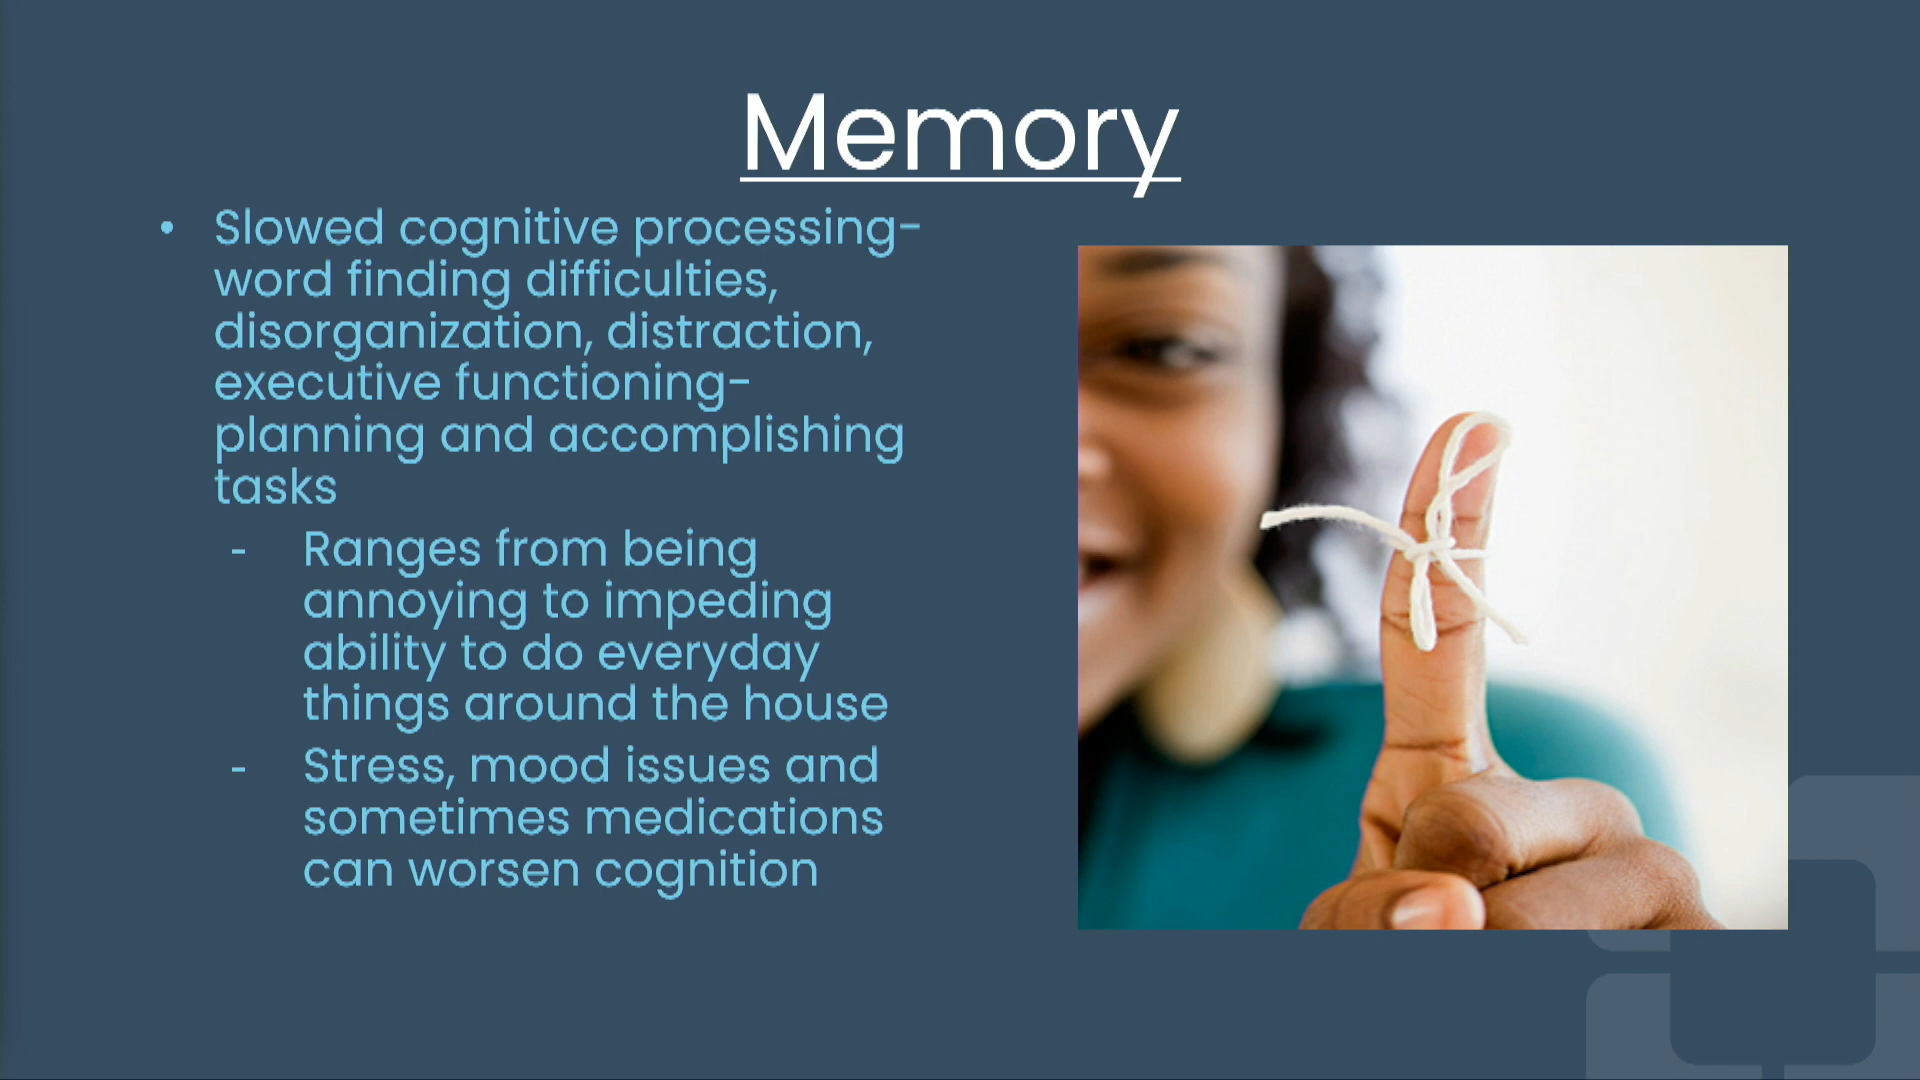 Memory
• Slowed cognitive processing-
word finding difficulties,
disorganization, distraction,
executive functioning-
planning and accomplishing
tasks
- Ranges from being
annoying to impeding
ability to do everyday
things around the house
- Stress, mood issues and
sometimes medications
can worsen cognition